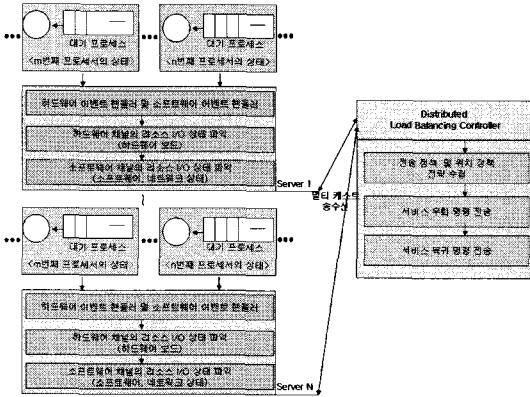 대기 프로세스
<m번째 프로세서의 상태>
대기 프로세스
<n번째 프로세서의 상태>
하드웨어 이벤트 핸들러 및 소프트웨어 이벤트 핸들러
하드웨어 채널의 리소스 I/O 상태 파악
(하드웨어 보드)
소프트웨어 채널의 리소스 I/O 상태 파악
(소프트웨어, 네트워크 상태)
Server 1
대기 프로세스
<m번째 프로세서의 상태
대기 프로세스
<n번째 프로세서의 상태>
하드웨어 이벤트 핸들러 및 소프트웨어 이벤트 핸들러
하드웨어 채널의 리소스 I/O 상태 파악
(하드웨어 보드)
소프트웨어 채널의 리소스 I/O 상태 파악
(소프트웨어, 네트워크 상태)
Server N
멀티 캐스트
송수신
Distributed
Load Balancing Controller
전송 정책 및 위치 정책
전략 수립
서비스 우회 명령 전송
서비스 복귀 명령 전송